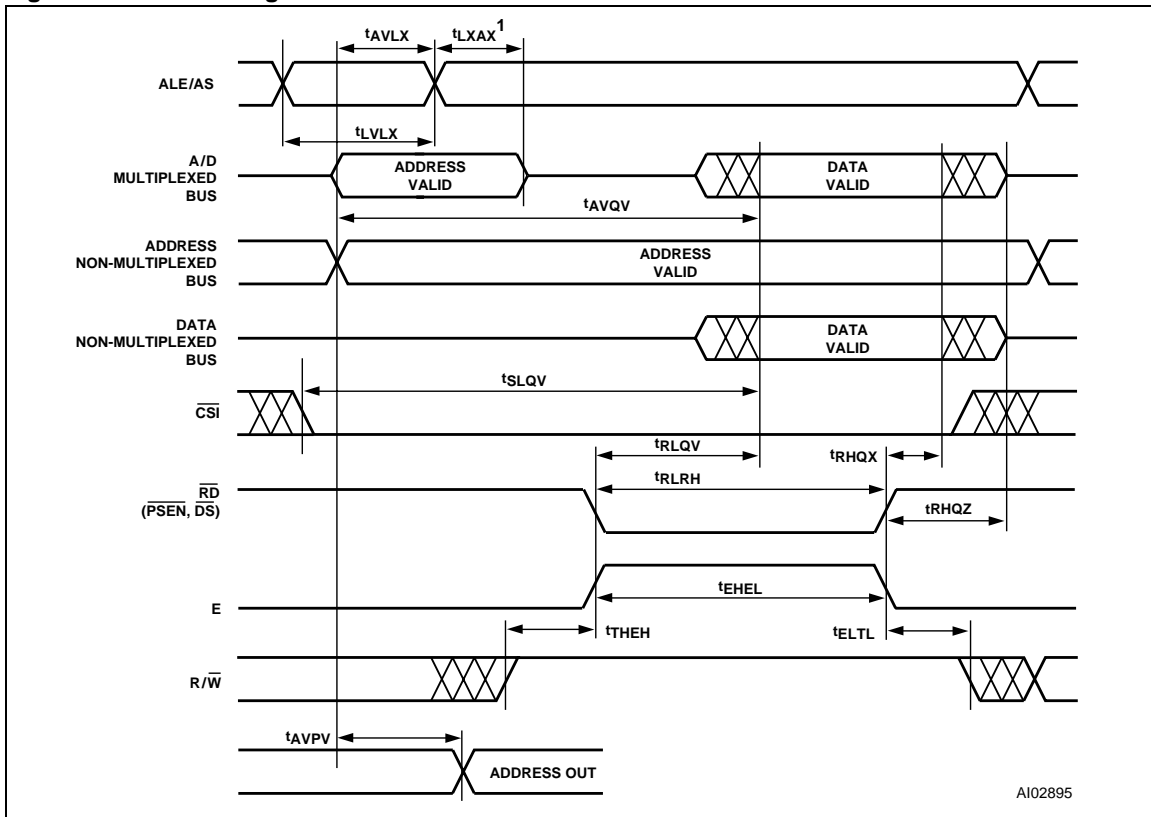 tAVLX tLXAX1
ALE/AS
tLVLX
A/D
MULTIPLEXED
BUS
ADDRESS
VALID
DATA
VALID
tAVQV
ADDRESS
NON-MULTIPLEXED
BUS
ADDRESS
VALID
DATA
NON-MULTIPLEXED
BUS
DATA
VALID
tSLQV
CSI
tRLQV tRHQX
RD
(PSEN, DS)
tRLRH
tRHQZ
E
tEHEL
tTHEH tELTL
R/W
tAVPV
ADDRESS OUT
AI02895